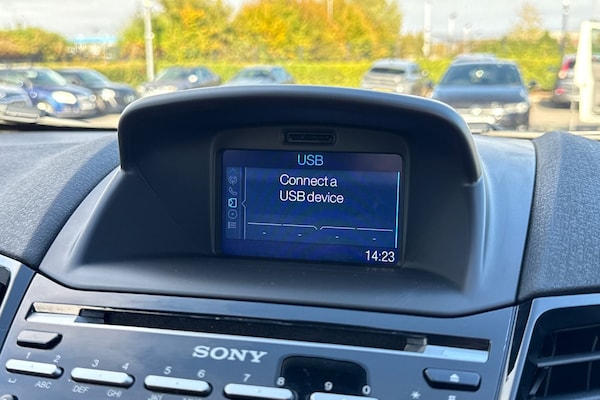 USB
Connect a
USB device
14:23
SONY
1 2 3 4 5 6 7 8 9 0 *
ABC DEF GHI